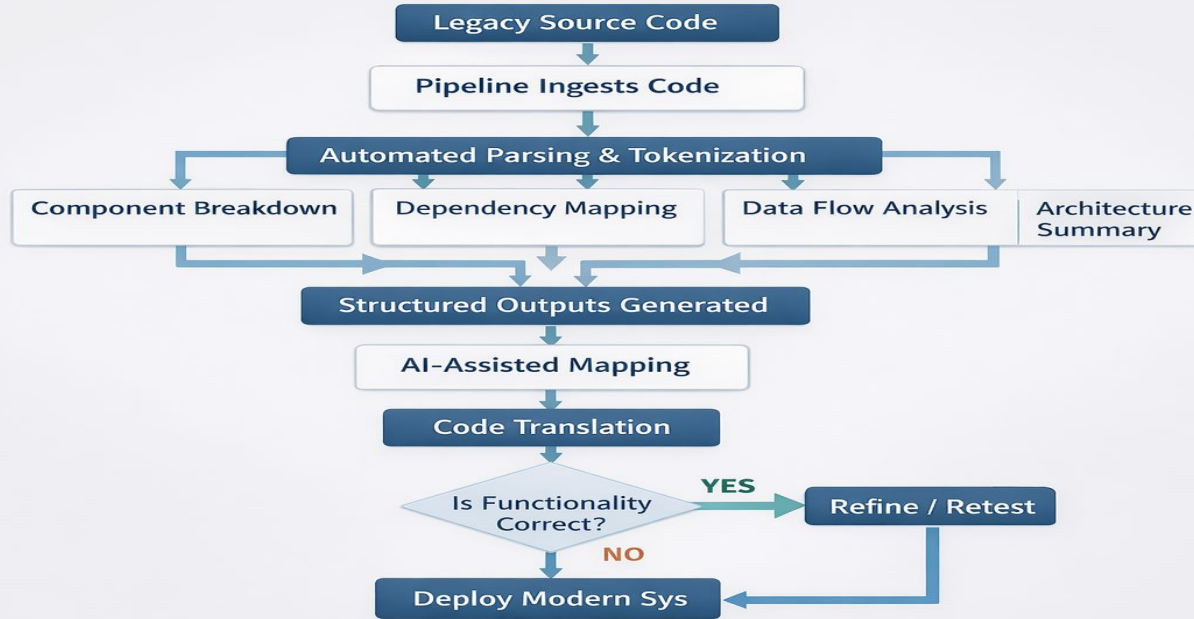 Legacy Source Code
Pipeline Ingests Code
Automated Parsing & Tokenization
Component Breakdown
Dependency Mapping
Data Flow Analysis
Architecture
Summary
Structured Outputs Generated
AI-Assisted Mapping
Code Translation
Is Functionality
Correct?
YES
Refine / Retest
NO
Deploy Modern Sys